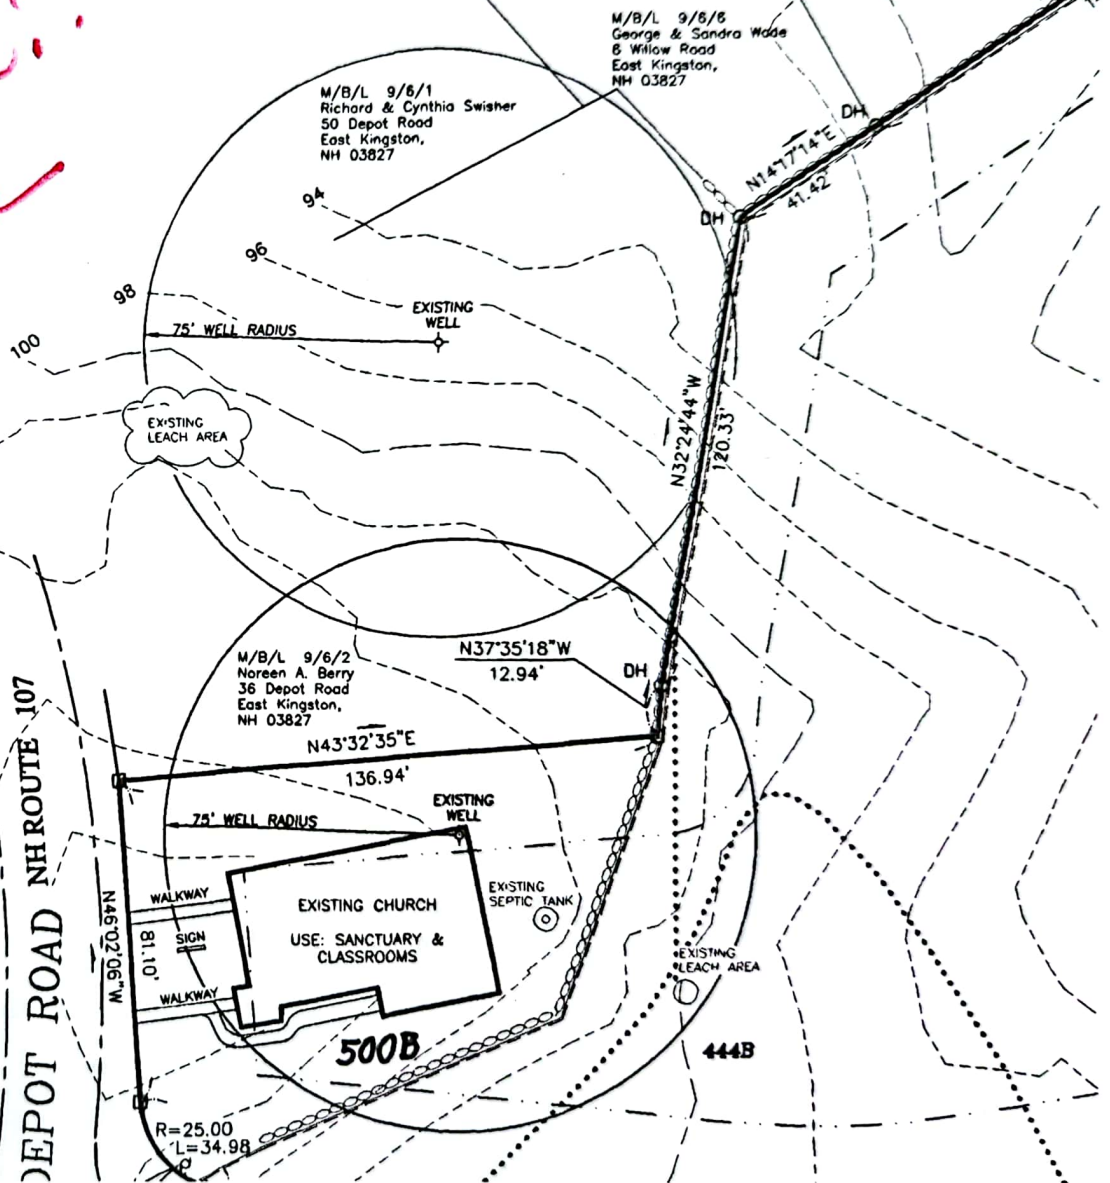 M/B/L 9/6/6
George & Sandra Wade
6 Willow Road
East Kingston,
NH 03827
M/B/L 9/6/1
Richard & Cynthia Swisher
50 Depot Road
East Kingston,
NH 03827
DH
N14°17'14"E
41.42'
DH
94
96
98
100
EXISTING
WELL
75' WELL RADIUS
EXISTING
LEACH AREA
N32°24'44"W
120.33'
N37°35'18"W
12.94'
DH
M/B/L 9/6/2
Noreen A. Berry
36 Depot Road
East Kingston,
NH 03827
N43°32'35"E
136.94'
EXISTING
WELL
75' WELL RADIUS
WALKWAY
SIGN
WALKWAY
EXISTING CHURCH
USE: SANCTUARY &
CLASSROOMS
EXISTING
SEPTIC TANK
EXISTING
LEACH AREA
N46°02'06"W
81.10'
500B
444B
R=25.00
L=34.98
DEPOT ROAD NH ROUTE 107